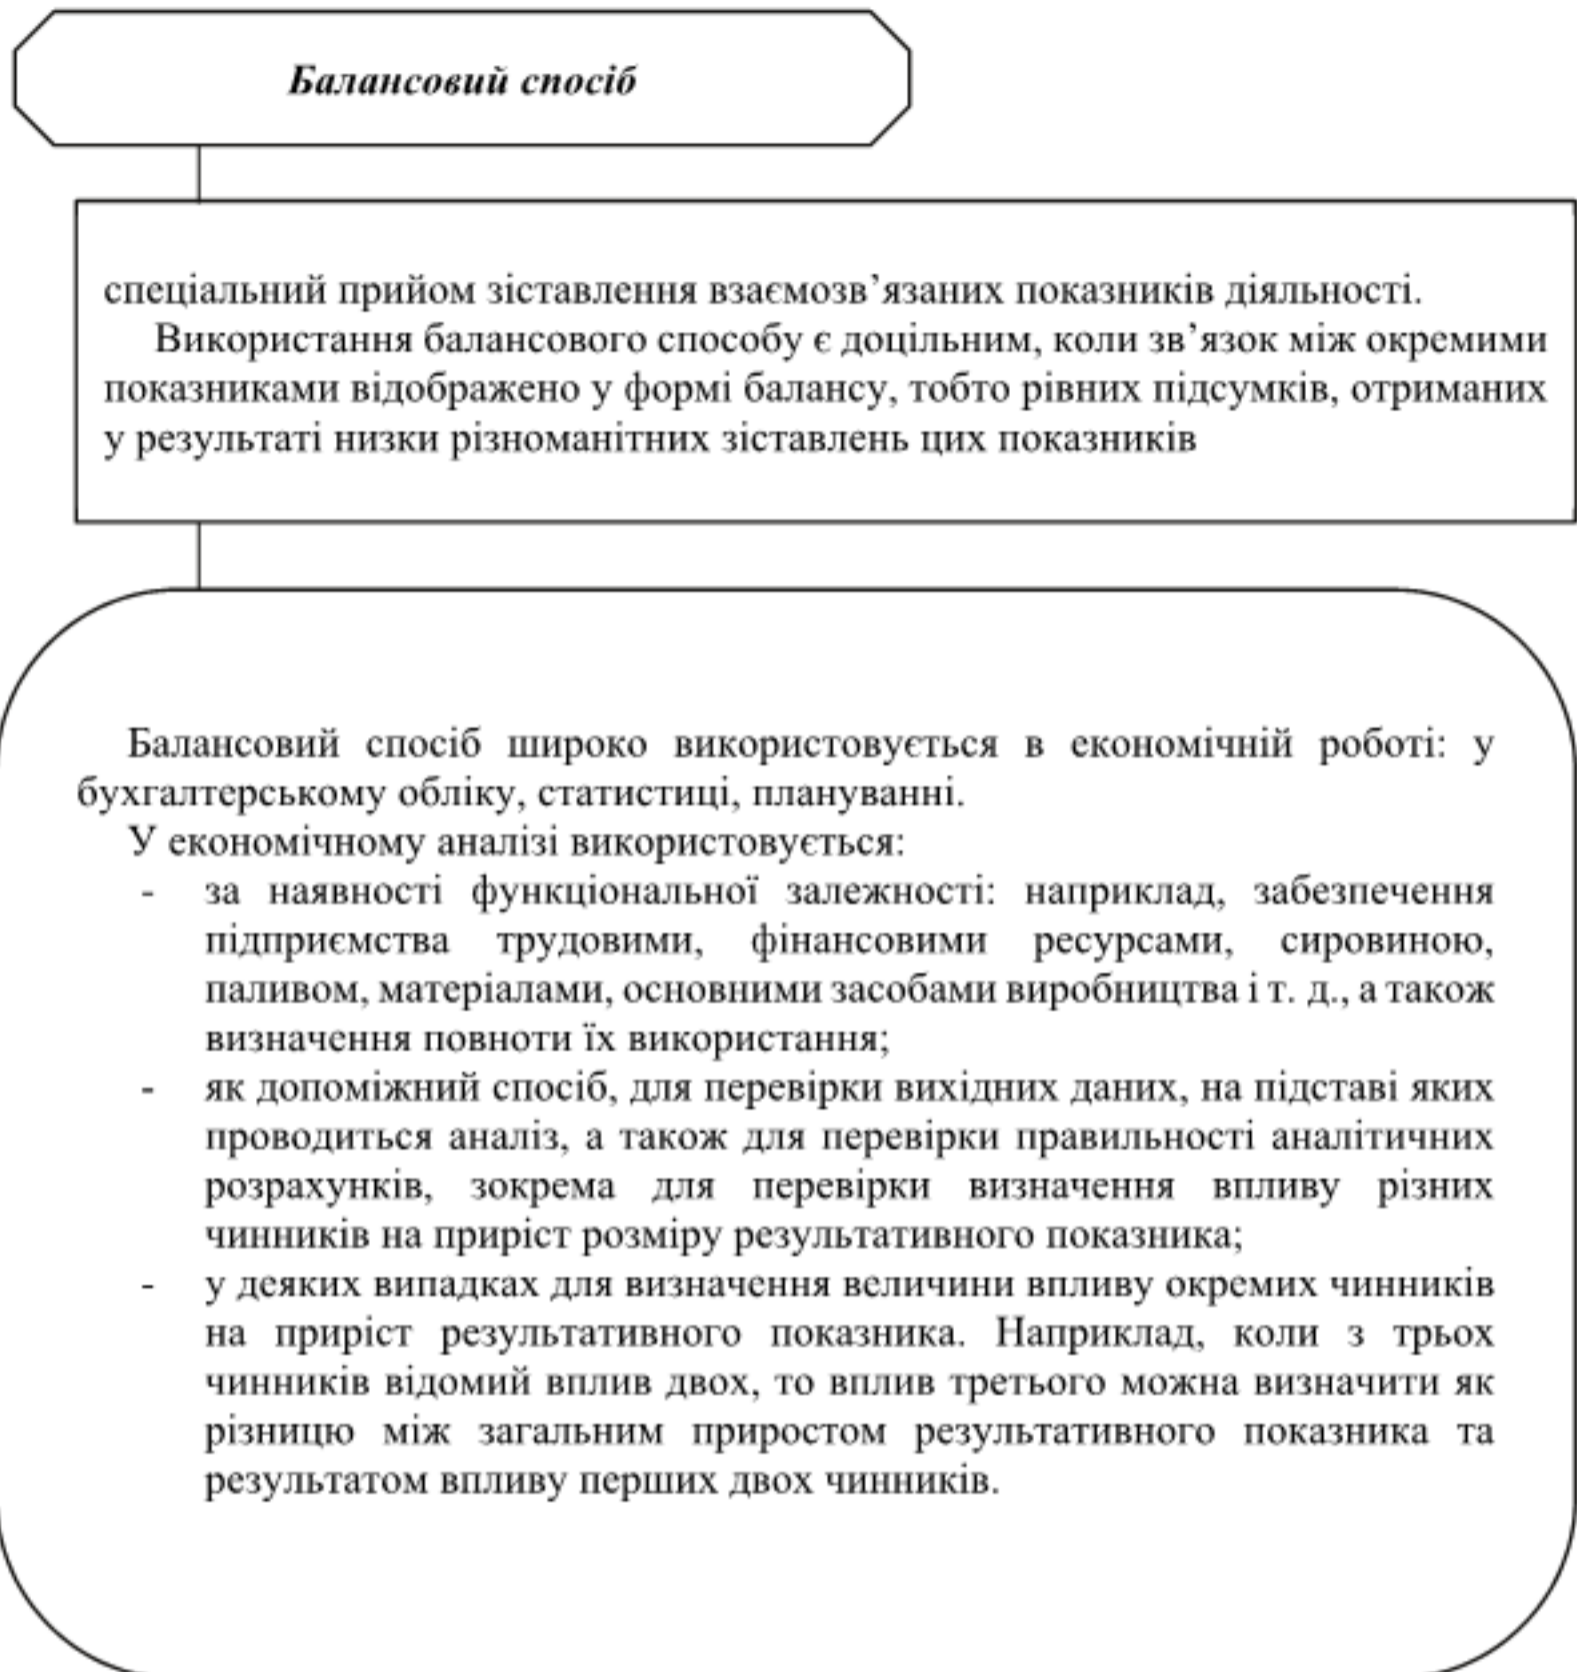 Балансовий спосіб
спеціальний прийом зіставлення взаємозв’язаних показників діяльності.
Використання балансового способу є доцільним, коли зв’язок між окремими
показниками відображено у формі балансу, тобто рівних підсумків, отриманих
у результаті низки різноманітних зіставлень цих показників
Балансовий спосіб широко використовується в економічній роботі: у
бухгалтерському обліку, статистиці, плануванні.
У економічному аналізі використовується:
- за наявності функціональної залежності: наприклад, забезпечення
підприємства трудовими, фінансовими ресурсами, сировиною,
паливом, матеріалами, основними засобами виробництва і т. д., а також
визначення повноти їх використання;
- як допоміжний спосіб, для перевірки вихідних даних, на підставі яких
проводиться аналіз, а також для перевірки правильності аналітичних
розрахунків, зокрема для перевірки визначення впливу різних
чинників на приріст розміру результативного показника;
- у деяких випадках для визначення величини впливу окремих чинників
на приріст результативного показника. Наприклад, коли з трьох
чинників відомий вплив двох, то вплив третього можна визначити як
різницю між загальним приростом результативного показника та
результатом впливу перших двох чинників.